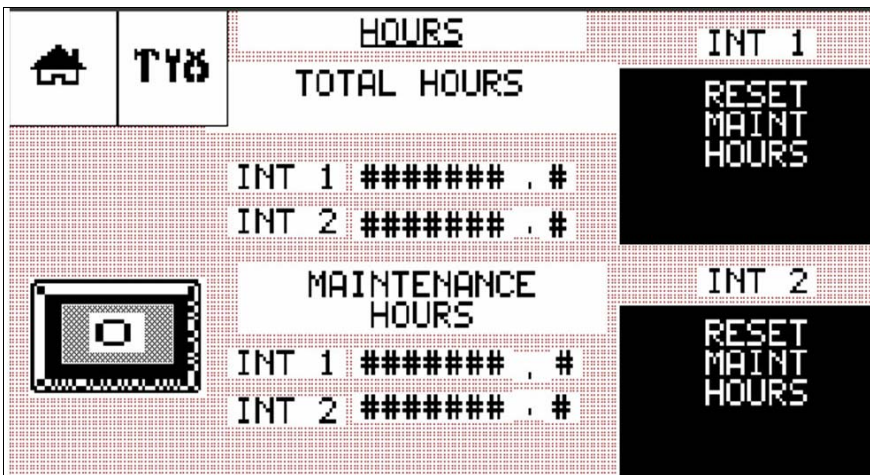 HOURS
TOTAL HOURS
INT 1 #######.#
INT 2 #######.#
MAINTENANCE
HOURS
INT 1 #######.#
INT 2 #######.#
INT 1
RESET
MAINT
HOURS
INT 2
RESET
MAINT
HOURS